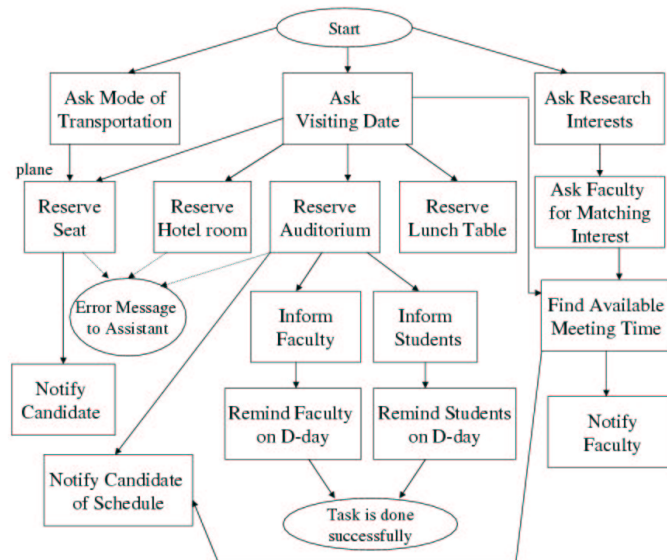 Start
Ask Mode of
Transportation
Ask
Visiting Date
Ask Research
Interests
plane
Reserve
Seat
Reserve
Hotel room
Reserve
Auditorium
Reserve
Lunch Table
Ask Faculty
for Matching
Interest
Error Message
to Assistant
Inform
Faculty
Inform
Students
Find Available
Meeting Time
Notify
Candidate
Remind Faculty
on D-day
Remind Students
on D-day
Notify
Faculty
Notify Candidate
of Schedule
Task is done
successfully